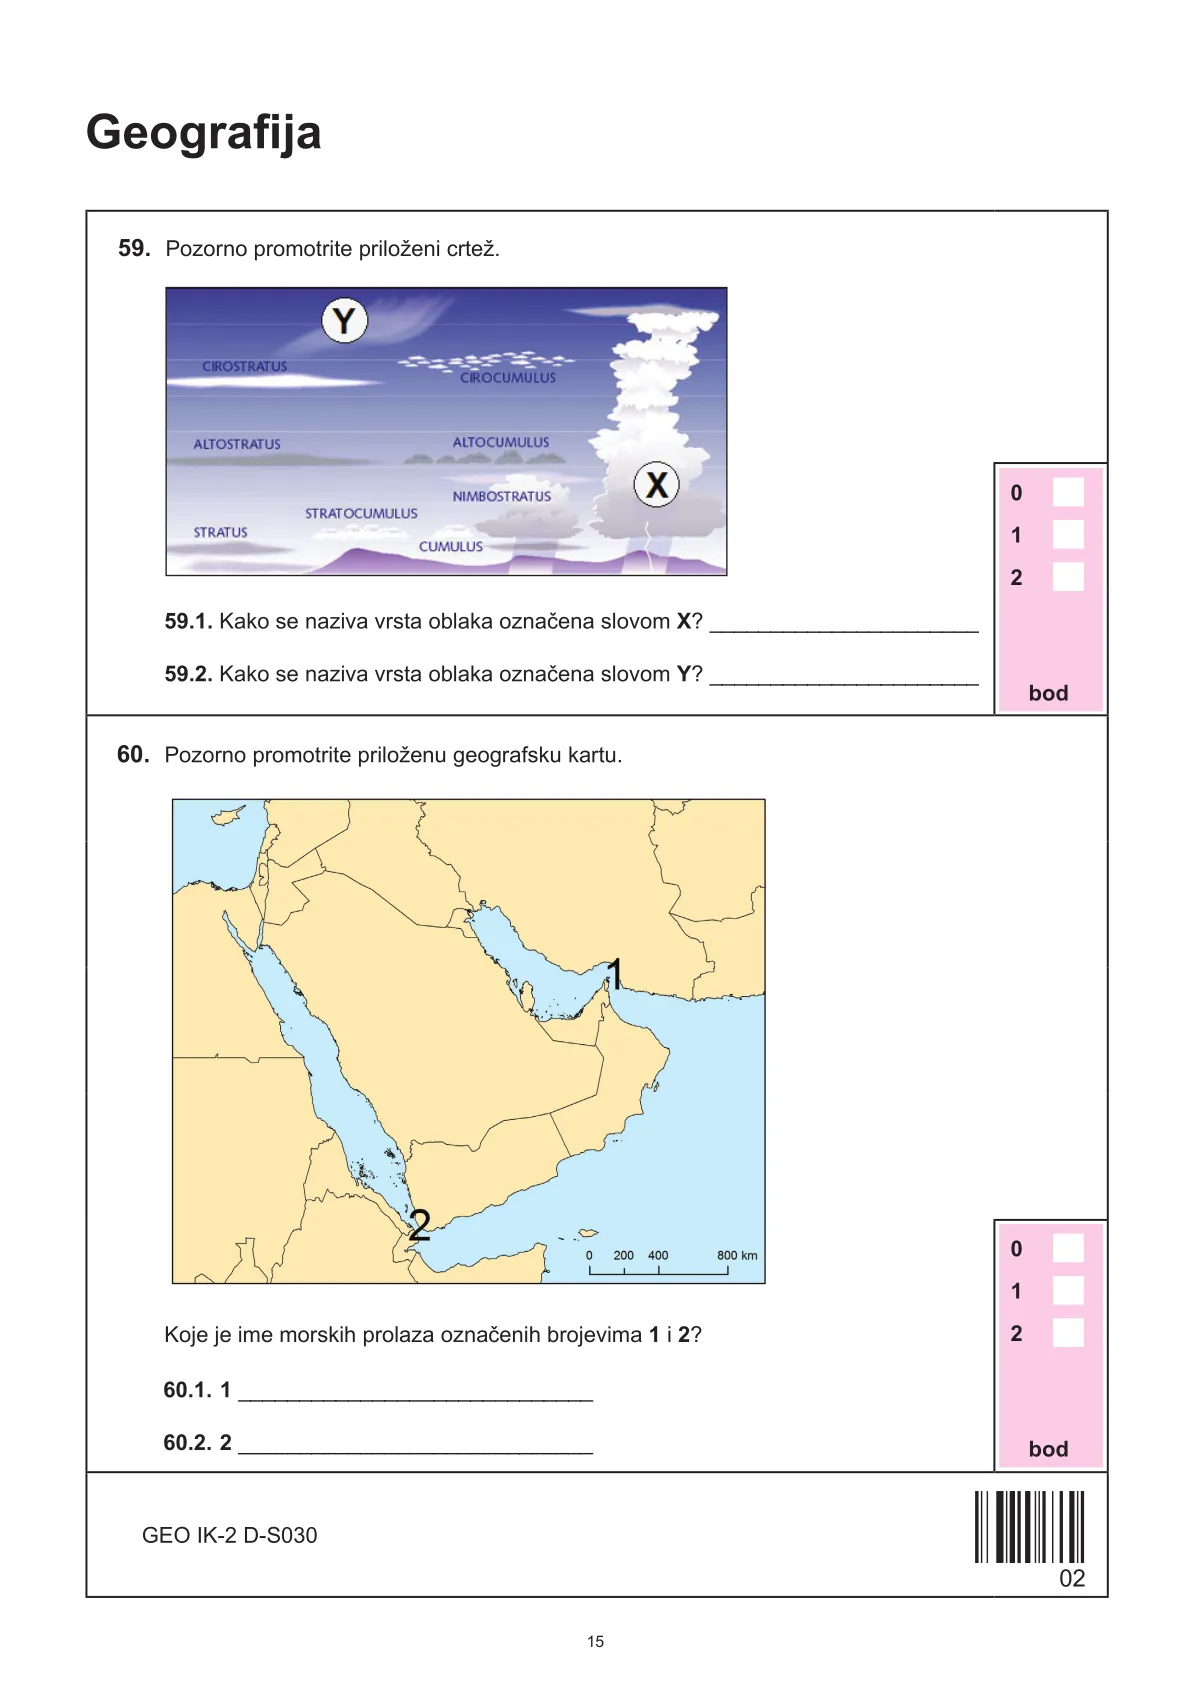 Geografija
59. Pozorno promotrite priloženi crtež.
Y
CIROSTRATUS
CIROCUMULUS
ALTOSTRATUS
ALTOCUMULUS
X
NIMBOSTRATUS
STRATOCUMULUS
STRATUS
CUMULUS
0
1
2
59.1. Kako se naziva vrsta oblaka označena slovom X? ______________________
59.2. Kako se naziva vrsta oblaka označena slovom Y? ______________________
bod
60. Pozorno promotrite priloženu geografsku kartu.
1
2
0 200 400 800 km
0
1
2
Koje je ime morskih prolaza označenih brojevima 1 i 2?
60.1. 1 _____________________________
60.2. 2 _____________________________
bod
GEO IK-2 D-S030
02
15